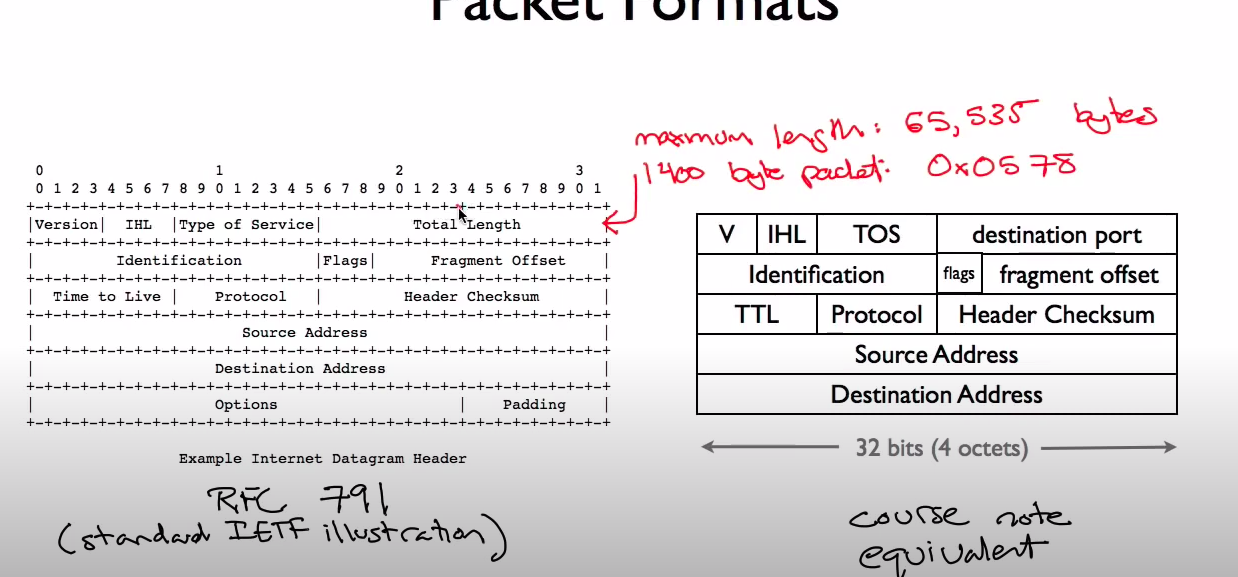 Packet Formats
maximum length: 65,535 bytes
1400 byte packet: 0x0578
0 1 2 3
0 1 2 3 4 5 6 7 8 9 0 1 2 3 4 5 6 7 8 9 0 1 2 3 4 5 6 7 8 9 0 1
+-+-+-+-+-+-+-+-+-+-+-+-+-+-+-+-+-+-+-+-+-+-+-+-+-+-+-+-+-+-+-+-+
|Version| IHL |Type of Service| Total Length |
+-+-+-+-+-+-+-+-+-+-+-+-+-+-+-+-+-+-+-+-+-+-+-+-+-+-+-+-+-+-+-+-+
| Identification |Flags| Fragment Offset |
+-+-+-+-+-+-+-+-+-+-+-+-+-+-+-+-+-+-+-+-+-+-+-+-+-+-+-+-+-+-+-+-+
| Time to Live | Protocol | Header Checksum |
+-+-+-+-+-+-+-+-+-+-+-+-+-+-+-+-+-+-+-+-+-+-+-+-+-+-+-+-+-+-+-+-+
| Source Address |
+-+-+-+-+-+-+-+-+-+-+-+-+-+-+-+-+-+-+-+-+-+-+-+-+-+-+-+-+-+-+-+-+
| Destination Address |
+-+-+-+-+-+-+-+-+-+-+-+-+-+-+-+-+-+-+-+-+-+-+-+-+-+-+-+-+-+-+-+-+
| Options | Padding |
+-+-+-+-+-+-+-+-+-+-+-+-+-+-+-+-+-+-+-+-+-+-+-+-+-+-+-+-+-+-+-+-+
Example Internet Datagram Header
RFC 791
(standard IETF illustration)
V IHL TOS destination port
Identification flags fragment offset
TTL Protocol Header Checksum
Source Address
Destination Address
32 bits (4 octets)
course note
equivalent